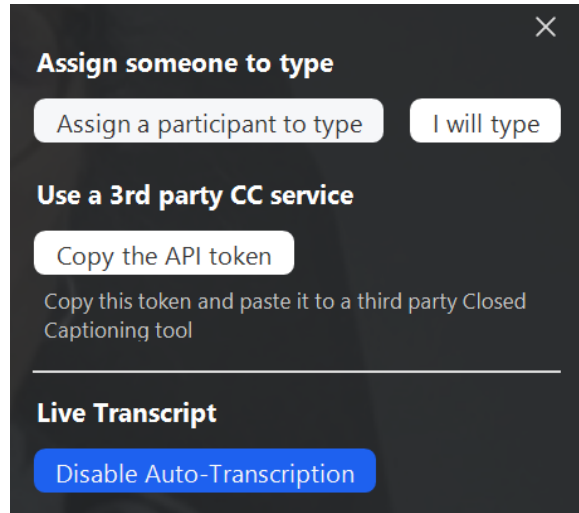 Assign someone to type
Assign a participant to type I will type
Use a 3rd party CC service
Copy the API token
Copy this token and paste it to a third party Closed
Captioning tool
Live Transcript
Disable Auto-Transcription